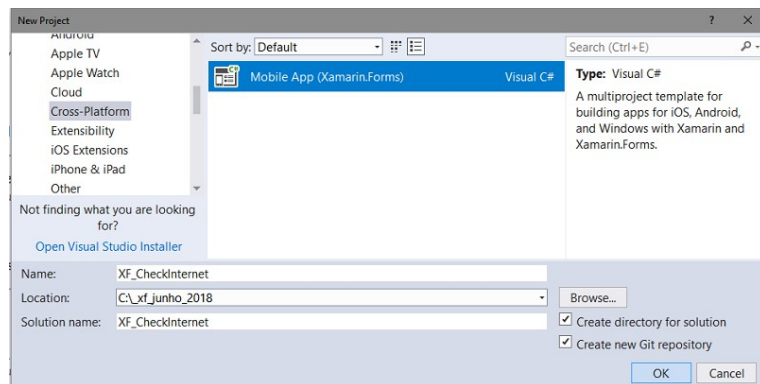 New Project
? ×
Android
Apple TV
Apple Watch
Cloud
Cross-Platform
Extensibility
iOS Extensions
iPhone & iPad
Other
Not finding what you are looking
for?
Open Visual Studio Installer
Sort by: Default
C#
Mobile App (Xamarin.Forms) Visual C#
Search (Ctrl+E)
Type: Visual C#
A multiproject template for
building apps for iOS, Android,
and Windows with Xamarin and
Xamarin.Forms.
Name: XF_CheckInternet
Location: C:\_xf_junho_2018
Solution name: XF_CheckInternet
Browse...
Create directory for solution
Create new Git repository
OK Cancel